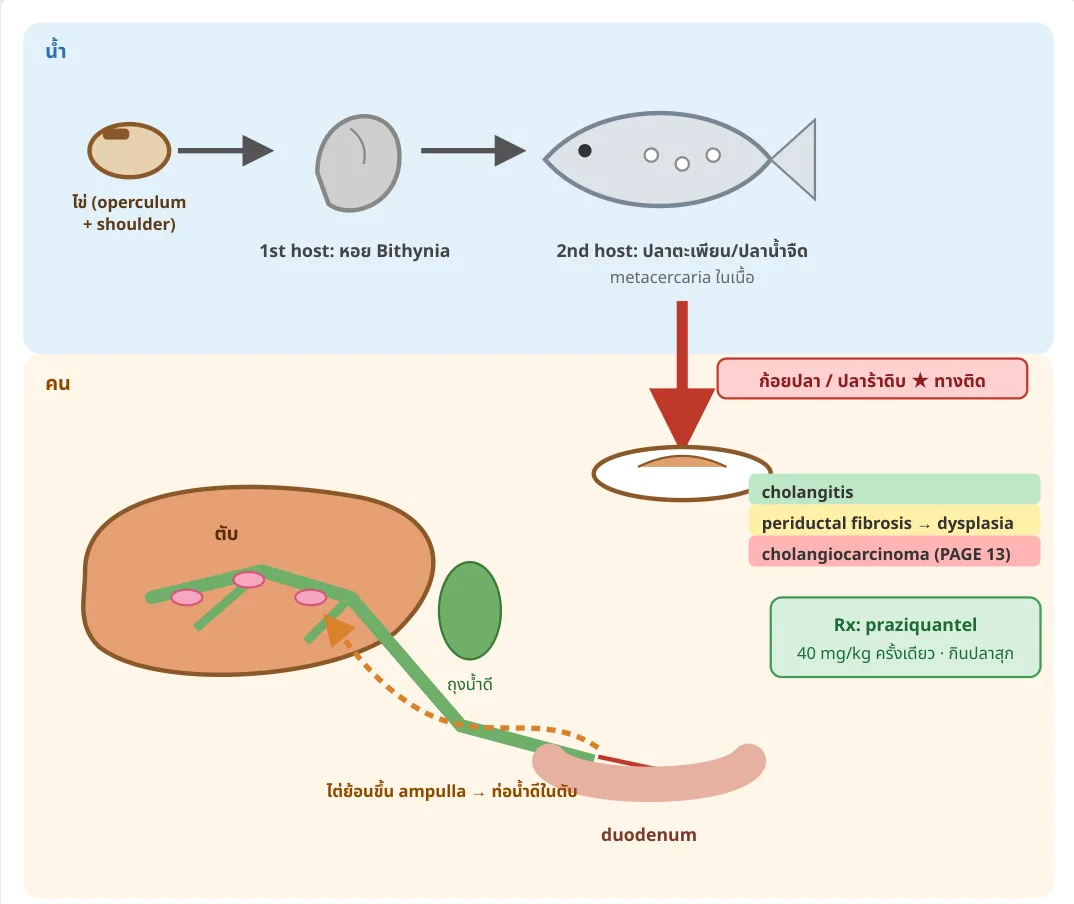 น้ำ
ไข่ (operculum
+ shoulder)
1st host: หอย Bithynia
2nd host: ปลาตะเพียน/ปลาน้ำจืด
metacercaria ในเนื้อ
คน
ก้อยปลา / ปลาร้าดิบ ★ ทางติด
cholangitis
periductal fibrosis → dysplasia
cholangiocarcinoma (PAGE 13)
ตับ
Rx: praziquantel
40 mg/kg ครั้งเดียว · กินปลาสุก
ถุงน้ำดี
ไต่ย้อนขึ้น ampulla → ท่อน้ำดีในตับ
duodenum